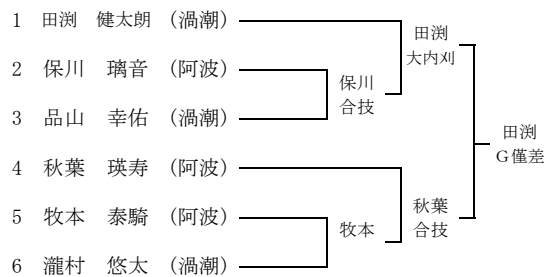 1 田渕 健太朗 (渦潮)
2 保川 璃音 (阿波)
3 品山 幸佑 (渦潮)
4 秋葉 瑛寿 (阿波)
5 牧本 泰騎 (阿波)
6 瀧村 悠太 (渦潮)
保川
合技
牧本
田渕
大内刈
秋葉
合技
田渕
G僅差